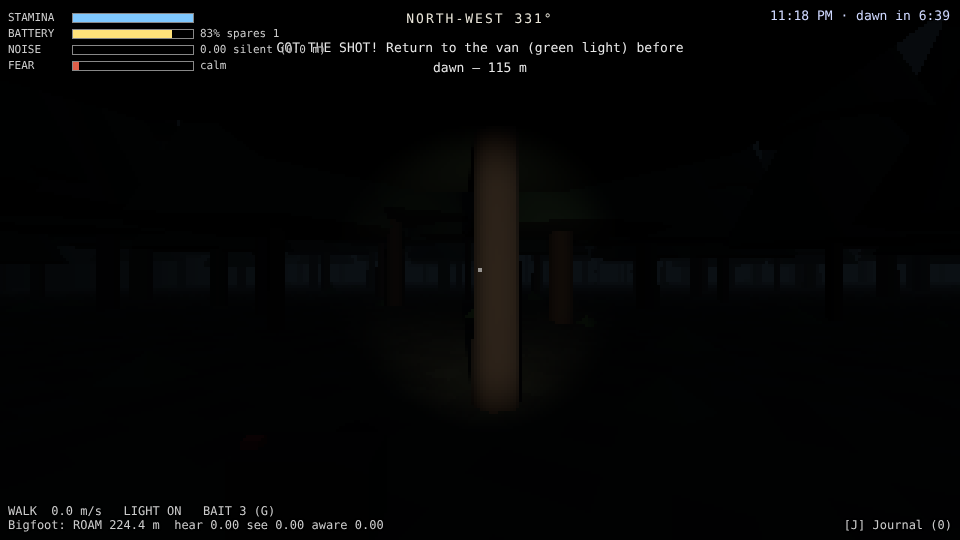 STAMINA
BATTERY 83% spares 1
NOISE 0.00 silent (0.0 m)
FEAR calm
NORTH-WEST 331°
GOT THE SHOT! Return to the van (green light) before
dawn — 115 m
11:18 PM · dawn in 6:39
WALK 0.0 m/s LIGHT ON BAIT 3 (G)
Bigfoot: ROAM 224.4 m hear 0.00 see 0.00 aware 0.00
[J] Journal (0)